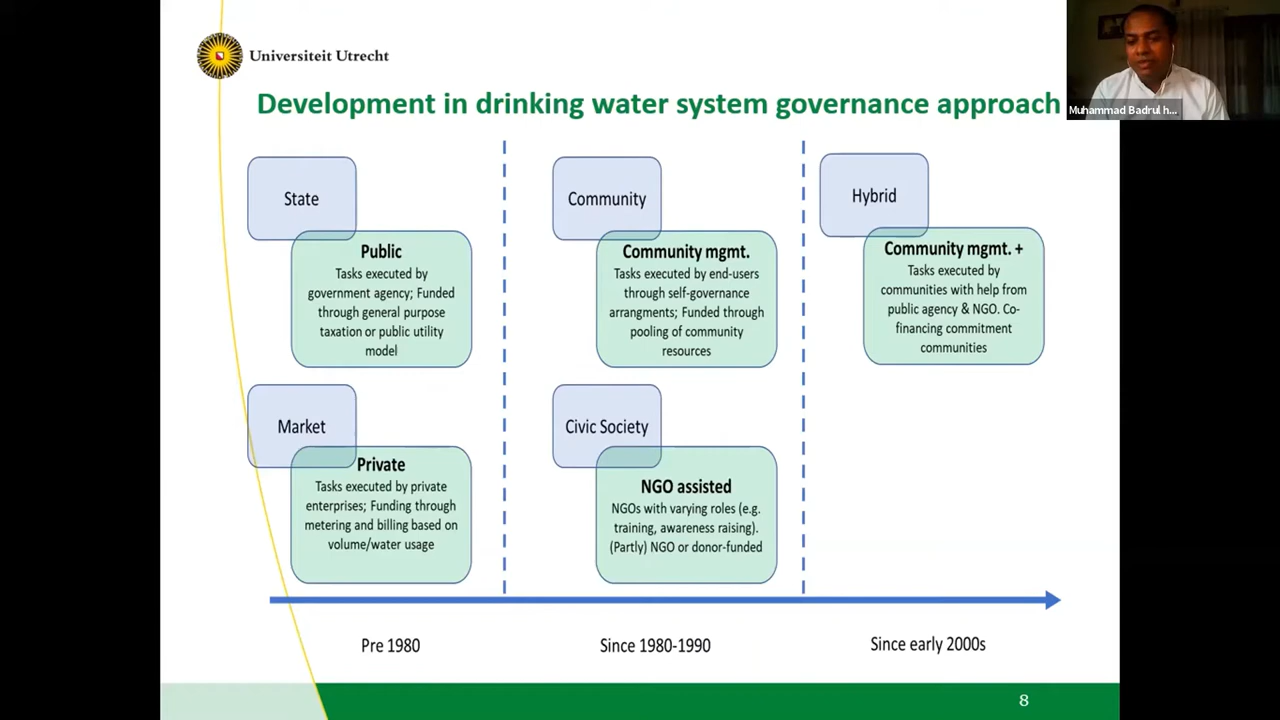 Universiteit Utrecht
Development in drinking water system governance approach
Muhammad Badrul h...
State
Public
Tasks executed by
government agency; Funded
through general purpose
taxation or public utility
model
Market
Private
Tasks executed by private
enterprises; Funding through
metering and billing based on
volume/water usage
Community
Community mgmt.
Tasks executed by end-users
through self-governance
arrangments; Funded through
pooling of community
resources
Civic Society
NGO assisted
NGOs with varying roles (e.g.
training, awareness raising).
(Partly) NGO or donor-funded
Hybrid
Community mgmt. +
Tasks executed by
communities with help from
public agency & NGO. Co-
financing commitment
communities
Pre 1980
Since 1980-1990
Since early 2000s
8